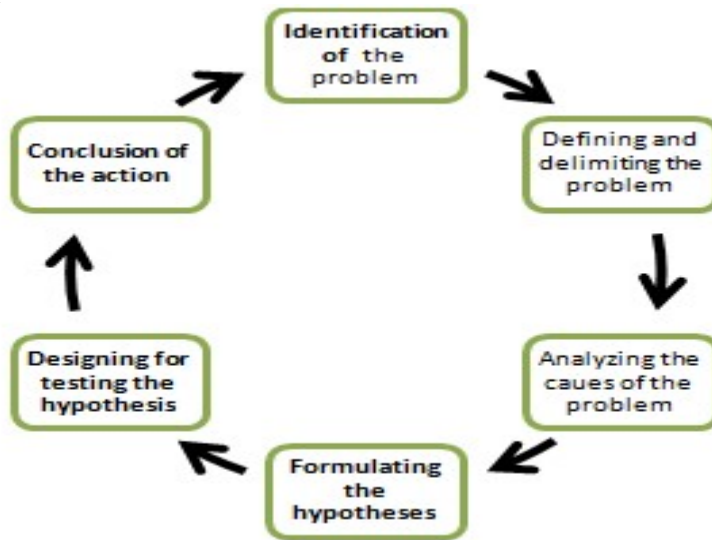 Identification
of the
problem
Defining and
delimiting the
problem
Analyzing the
caues of the
problem
Formulating
the
hypotheses
Designing for
testing the
hypothesis
Conclusion of
the action